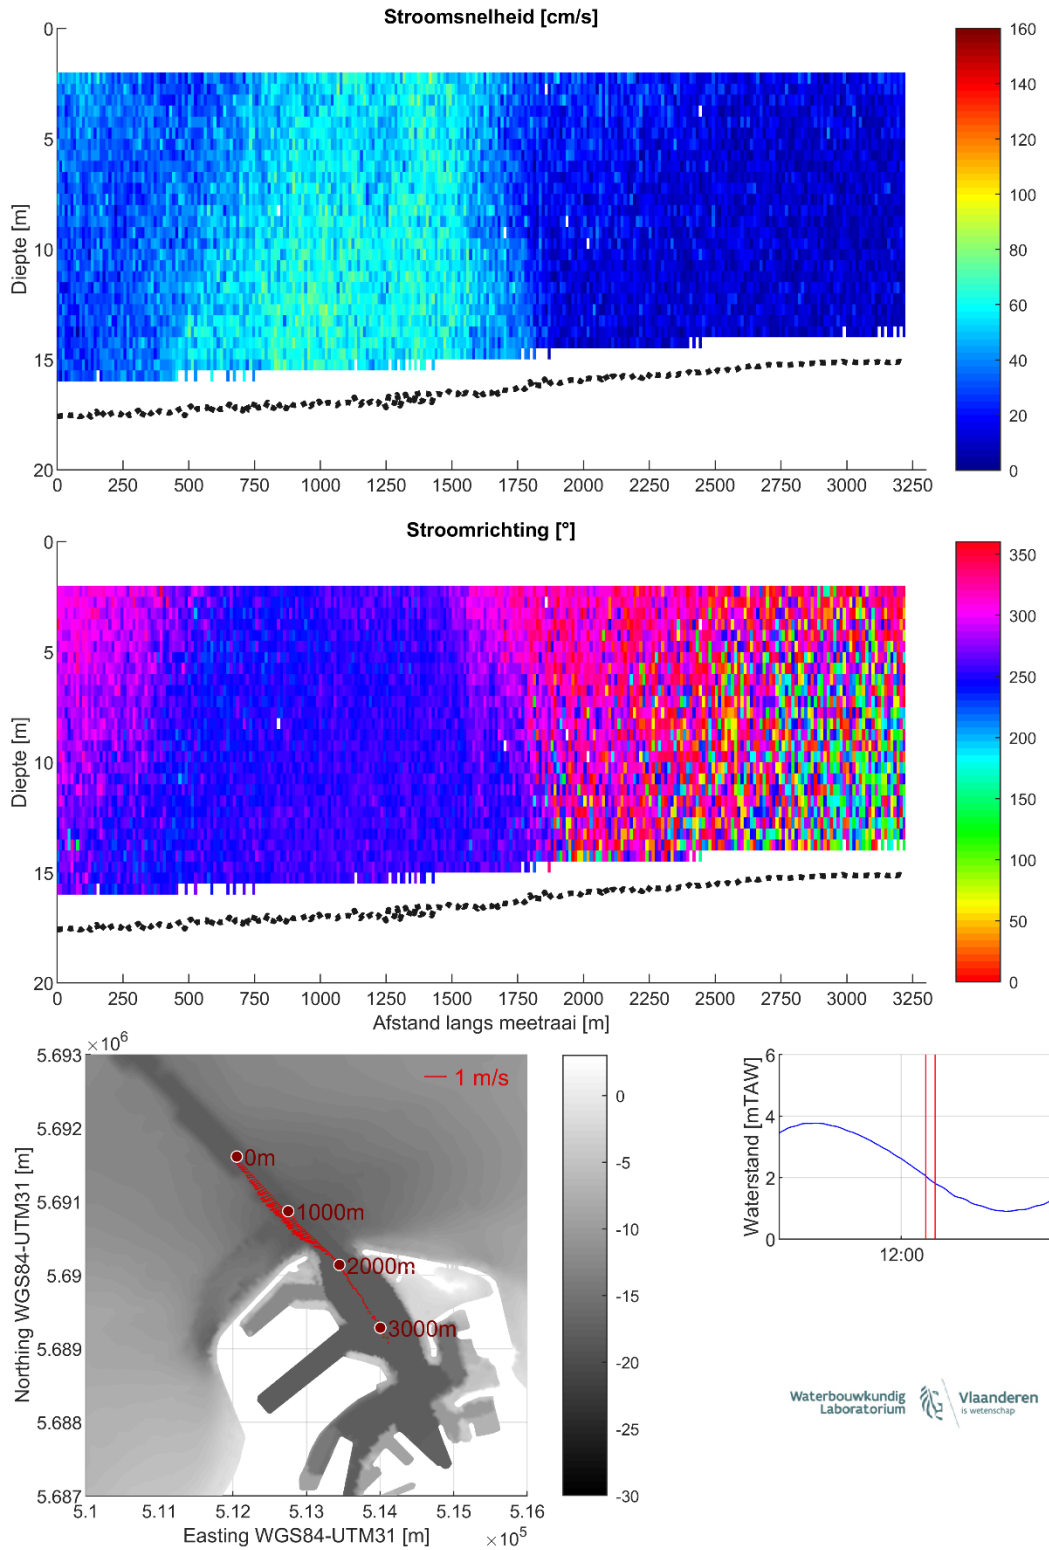 Stroomsnelheid [cm/s]
0
5
10
15
20
Diepte [m]
0 250 500 750 1000 1250 1500 1750 2000 2250 2500 2750 3000 3250
160
140
120
100
80
60
40
20
0
Stroomrichting [°]
0
5
10
15
20
Diepte [m]
0 250 500 750 1000 1250 1500 1750 2000 2250 2500 2750 3000 3250
Afstand langs meetraai [m]
350
300
250
200
150
100
50
0
×10⁶
5.693
5.692
5.691
5.69
5.689
5.688
5.687
Northing WGS84-UTM31 [m]
1 m/s
0m
1000m
2000m
3000m
5.1 5.11 5.12 5.13 5.14 5.15 5.16
Easting WGS84-UTM31 [m]
×10⁵
0
-5
-10
-15
-20
-25
-30
Waterstand [mTAW]
6
4
2
0
12:00
Waterbouwkundig
Laboratorium
Vlaanderen
is wetenschap